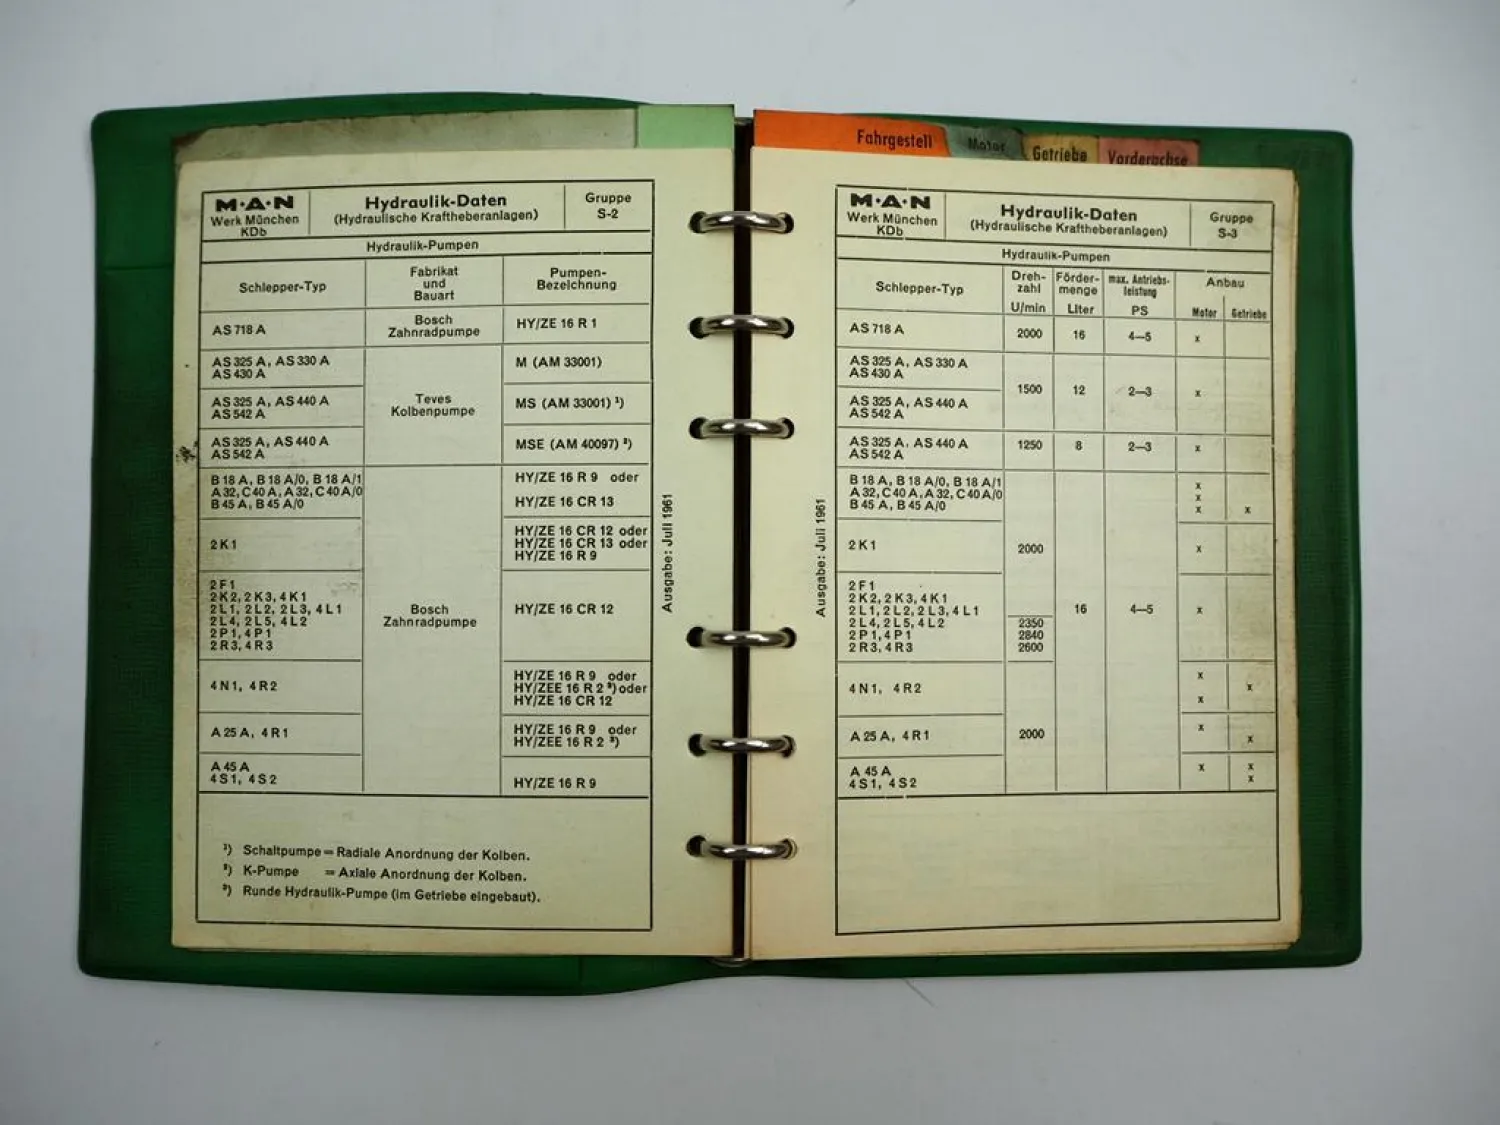 M·A·N
Werk München
KDb
Hydraulik-Daten
(Hydraulische Kraftheberanlagen)
Gruppe
S-2
Hydraulik-Pumpen
Schlepper-Typ
Fabrikat
und
Bauart
Pumpen-
Bezeichnung
AS 718 A
Bosch
Zahnradpumpe
HY/ZE 16 R 1
AS 325 A, AS 330 A
AS 430 A
M (AM 33001)
AS 325 A, AS 440 A
AS 542 A
Teves
Kolbenpumpe
MS (AM 33001) ¹)
AS 325 A, AS 440 A
AS 542 A
MSE (AM 40097) ²)
B 18 A, B 18 A/0, B 18 A/1
A 32, C 40 A, A 32, C 40 A/0
B 45 A, B 45 A/0
HY/ZE 16 R 9 oder
HY/ZE 16 CR 13
2 K 1
HY/ZE 16 CR 12 oder
HY/ZE 16 CR 13 oder
HY/ZE 16 R 9
2 F 1
2 K 2, 2 K 3, 4 K 1
2 L 1, 2 L 2, 2 L 3, 4 L 1
2 L 4, 2 L 5, 4 L 2
2 P 1, 4 P 1
2 R 3, 4 R 3
Bosch
Zahnradpumpe
HY/ZE 16 CR 12
4 N 1, 4 R 2
HY/ZE 16 R 9 oder
HY/ZEE 16 R 2 ³) oder
HY/ZE 16 CR 12
A 25 A, 4 R 1
HY/ZE 16 R 9 oder
HY/ZEE 16 R 2 ³)
A 45 A
4 S 1, 4 S 2
HY/ZE 16 R 9
¹) Schaltpumpe = Radiale Anordnung der Kolben.
²) K-Pumpe = Axiale Anordnung der Kolben.
³) Runde Hydraulik-Pumpe (im Getriebe eingebaut).
Ausgabe: Juli 1961
Fahrgestell
Motor
Getriebe
Vorderachse
M·A·N
Werk München
KDb
Hydraulik-Daten
(Hydraulische Kraftheberanlagen)
Gruppe
S-3
Hydraulik-Pumpen
Schlepper-Typ
Dreh-
zahl
U/min
Förder-
menge
Liter
max. Antriebs-
leistung
PS
Anbau
Motor
Getriebe
AS 718 A
2000
16
4—5
x
AS 325 A, AS 330 A
AS 430 A
1500
12
2—3
x
AS 325 A, AS 440 A
AS 542 A
AS 325 A, AS 440 A
AS 542 A
1250
8
2—3
x
B 18 A, B 18 A/0, B 18 A/1
A 32, C 40 A, A 32, C 40 A/0
B 45 A, B 45 A/0
x
x
x
x
2 K 1
2000
x
2 F 1
2 K 2, 2 K 3, 4 K 1
2 L 1, 2 L 2, 2 L 3, 4 L 1
16
4—5
x
2 L 4, 2 L 5, 4 L 2
2350
2 P 1, 4 P 1
2840
2 R 3, 4 R 3
2600
4 N 1, 4 R 2
x
x
x
A 25 A, 4 R 1
2000
x
x
A 45 A
4 S 1, 4 S 2
x
x
x
Ausgabe: Juli 1961